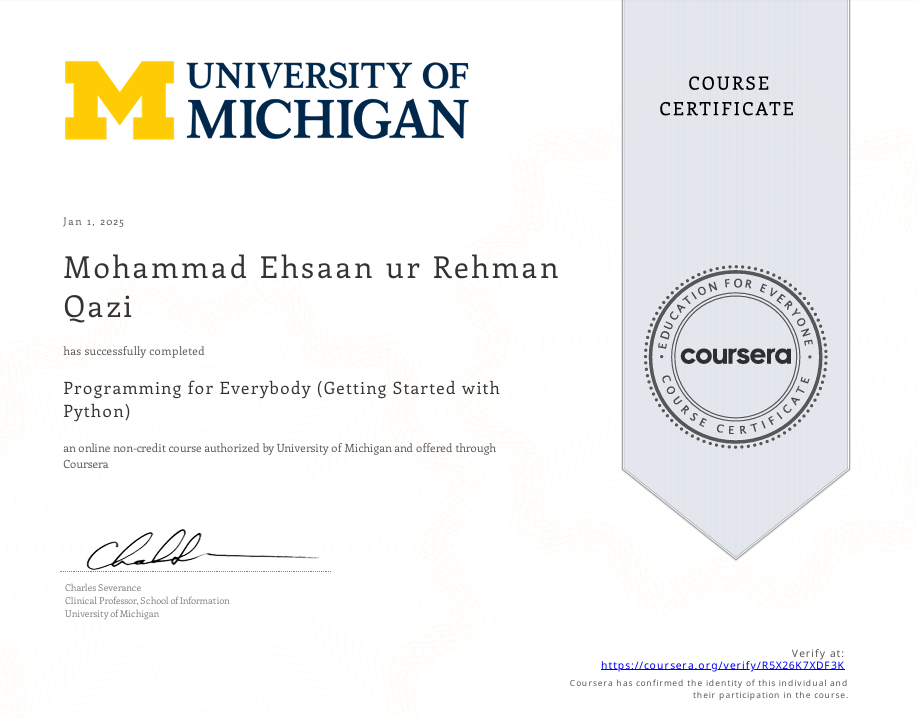 UNIVERSITY OF
MICHIGAN
COURSE
CERTIFICATE
Jan 1, 2025
Mohammad Ehsaan ur Rehman
Qazi
has successfully completed
Programming for Everybody (Getting Started with
Python)
an online non-credit course authorized by University of Michigan and offered through
Coursera
EDUCATION FOR EVERYONE
coursera
COURSE CERTIFICATE
Charles Severance
Clinical Professor, School of Information
University of Michigan
Verify at:
https://coursera.org/verify/R5X26K7XDF3K
Coursera has confirmed the identity of this individual and
their participation in the course.